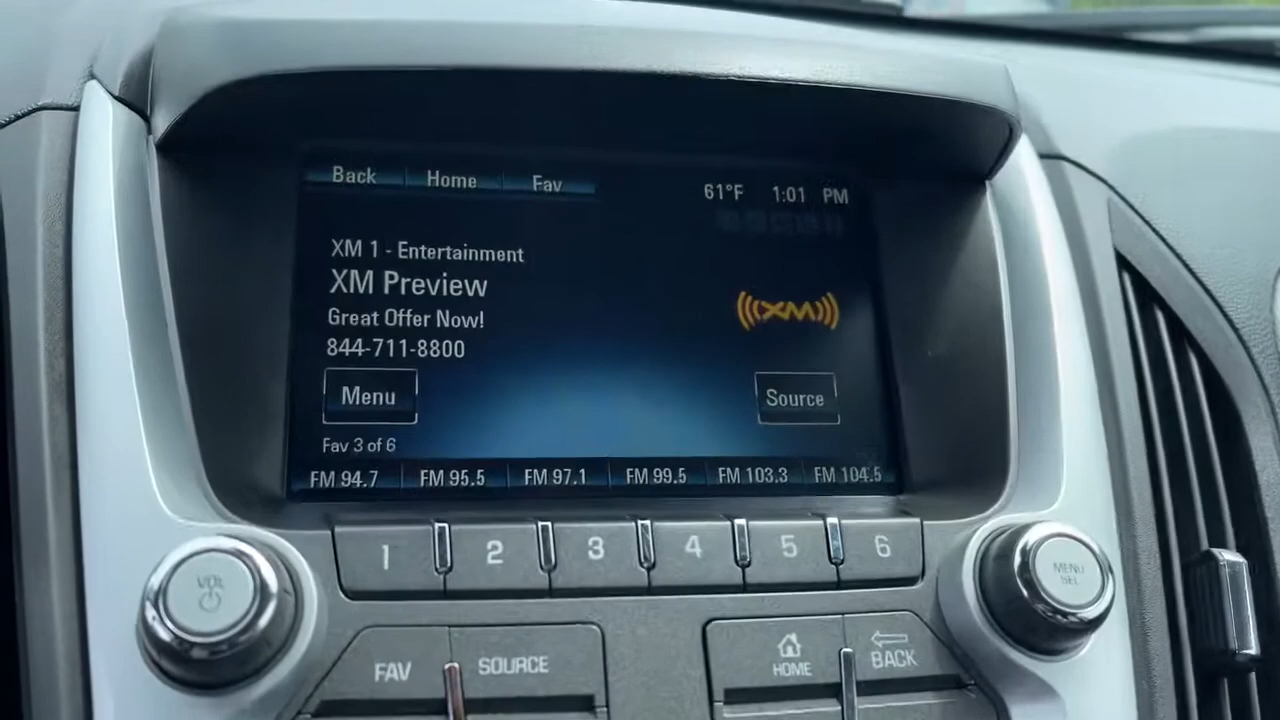 Back Home Fav 61°F 1:01 PM
XM 1 - Entertainment
XM Preview
Great Offer Now!
844-711-8800
((XM))
Menu Source
Fav 3 of 6
FM 94.7 FM 95.5 FM 97.1 FM 99.5 FM 103.3 FM 104.5
1 2 3 4 5 6
VOL
MENU
SEL
FAV SOURCE HOME BACK